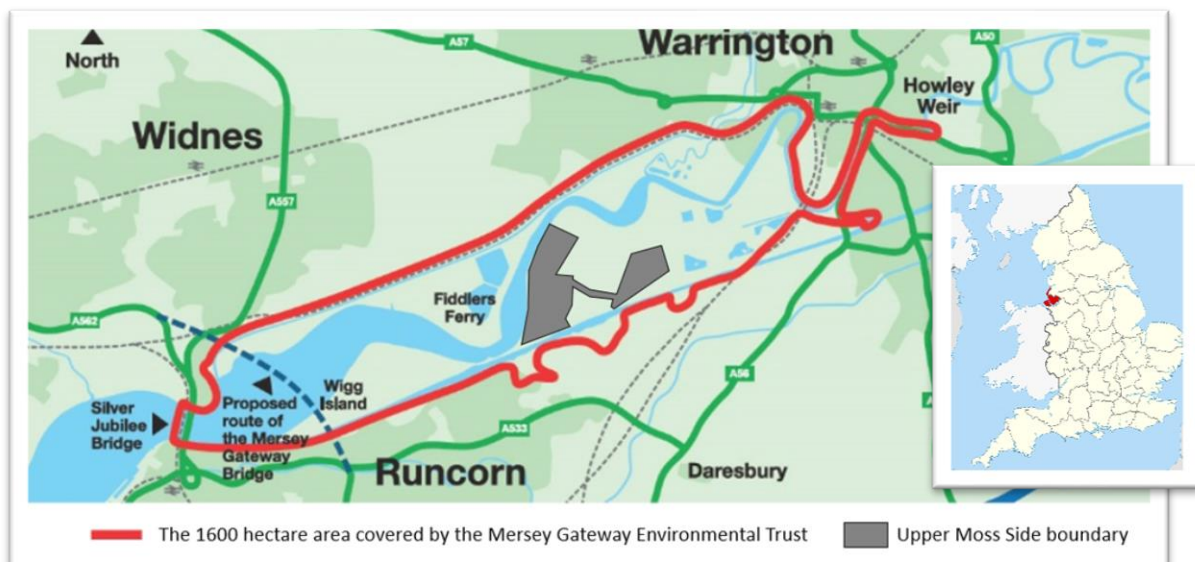 North
A57
Warrington
A50
Howley
Weir
Widnes
A557
Fiddlers
Ferry
A562
Silver
Jubilee
Bridge
Proposed
route of
the Mersey
Gateway
Bridge
Wigg
Island
A56
A533
Runcorn
Daresbury
The 1600 hectare area covered by the Mersey Gateway Environmental Trust
Upper Moss Side boundary